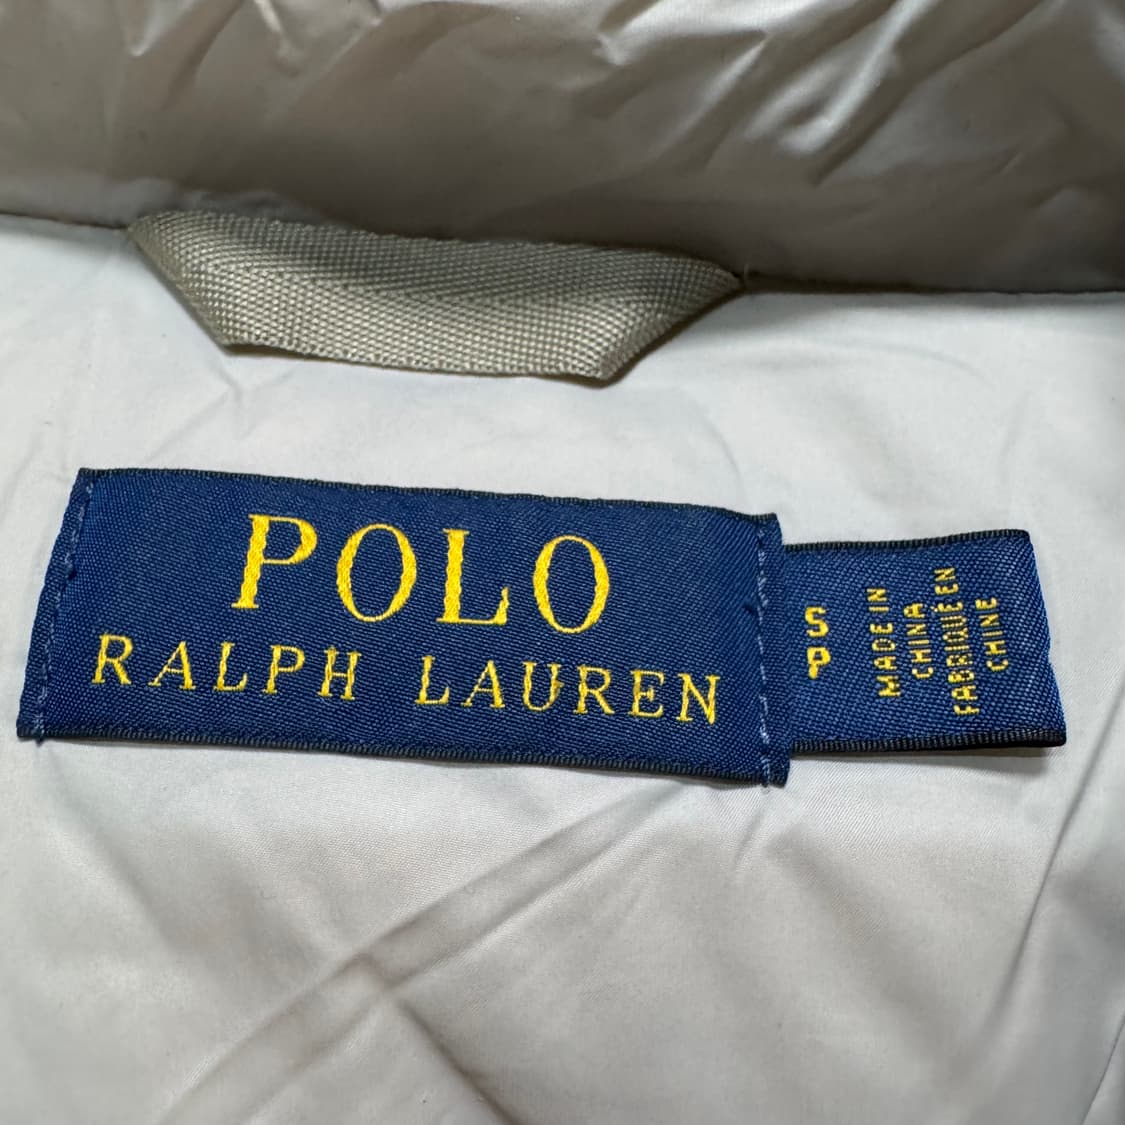 POLO
RALPH LAUREN
S
P
MADE IN
CHINA
FABRIQUÉ EN
CHINE